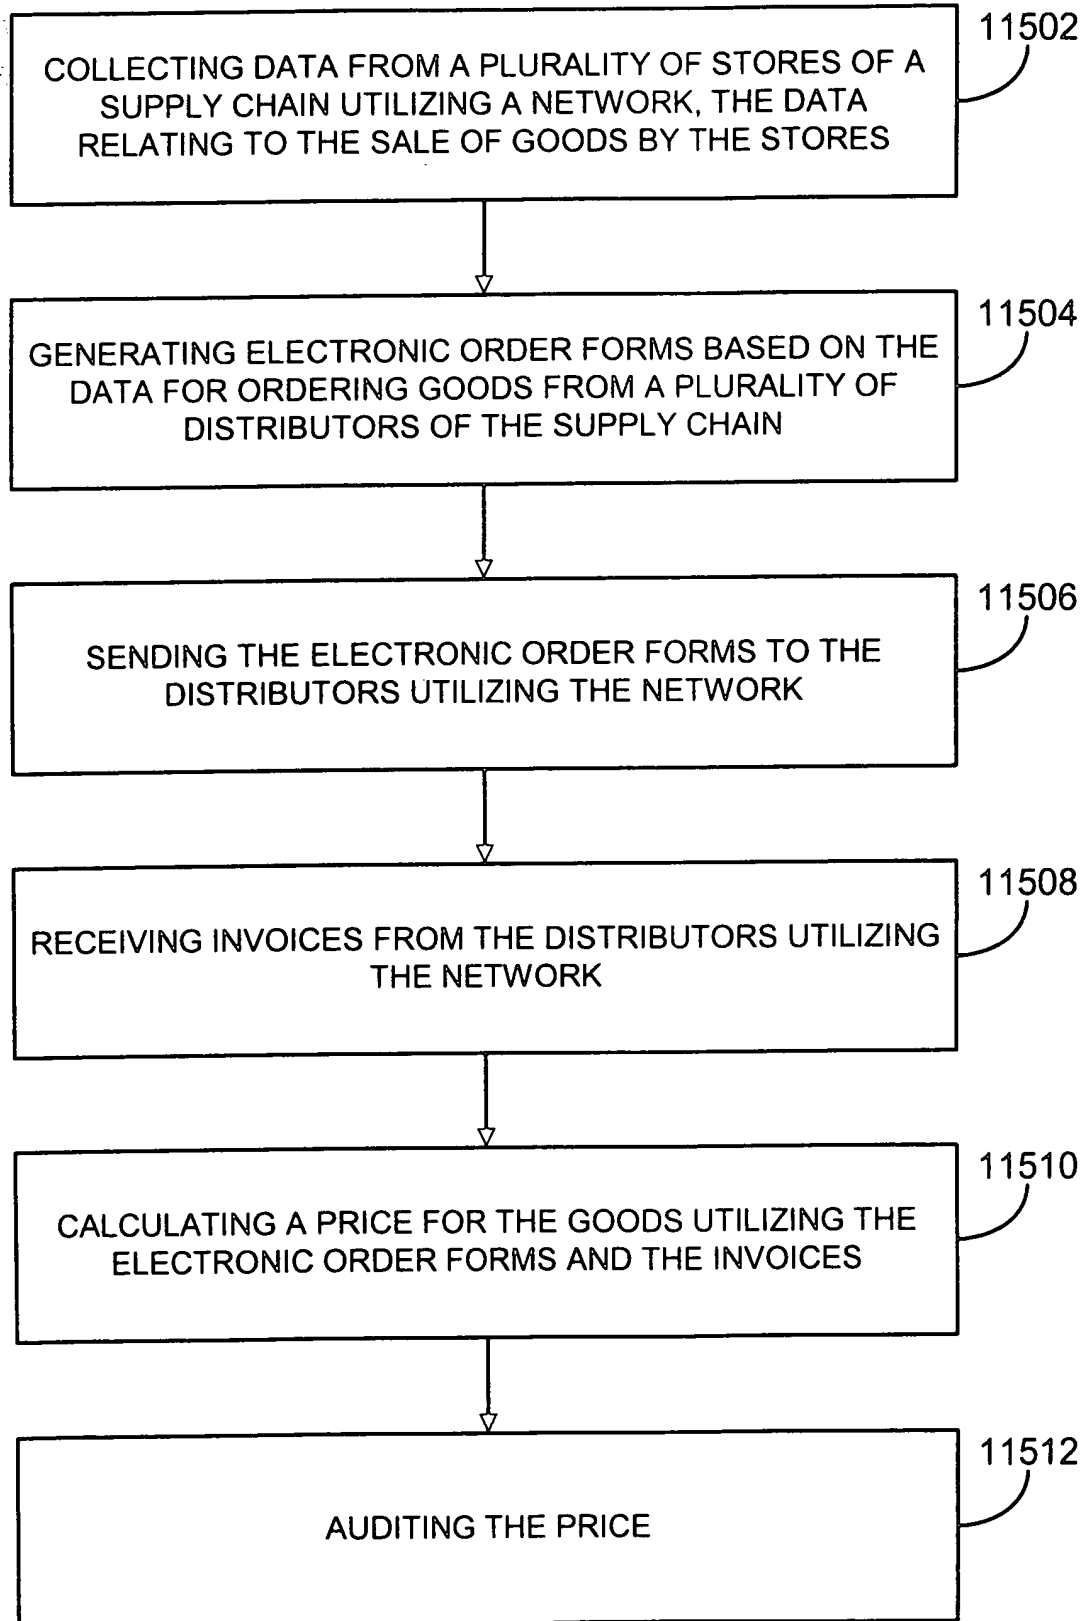 11502
COLLECTING DATA FROM A PLURALITY OF STORES OF A
SUPPLY CHAIN UTILIZING A NETWORK, THE DATA
RELATING TO THE SALE OF GOODS BY THE STORES
11504
GENERATING ELECTRONIC ORDER FORMS BASED ON THE
DATA FOR ORDERING GOODS FROM A PLURALITY OF
DISTRIBUTORS OF THE SUPPLY CHAIN
11506
SENDING THE ELECTRONIC ORDER FORMS TO THE
DISTRIBUTORS UTILIZING THE NETWORK
11508
RECEIVING INVOICES FROM THE DISTRIBUTORS UTILIZING
THE NETWORK
11510
CALCULATING A PRICE FOR THE GOODS UTILIZING THE
ELECTRONIC ORDER FORMS AND THE INVOICES
11512
AUDITING THE PRICE